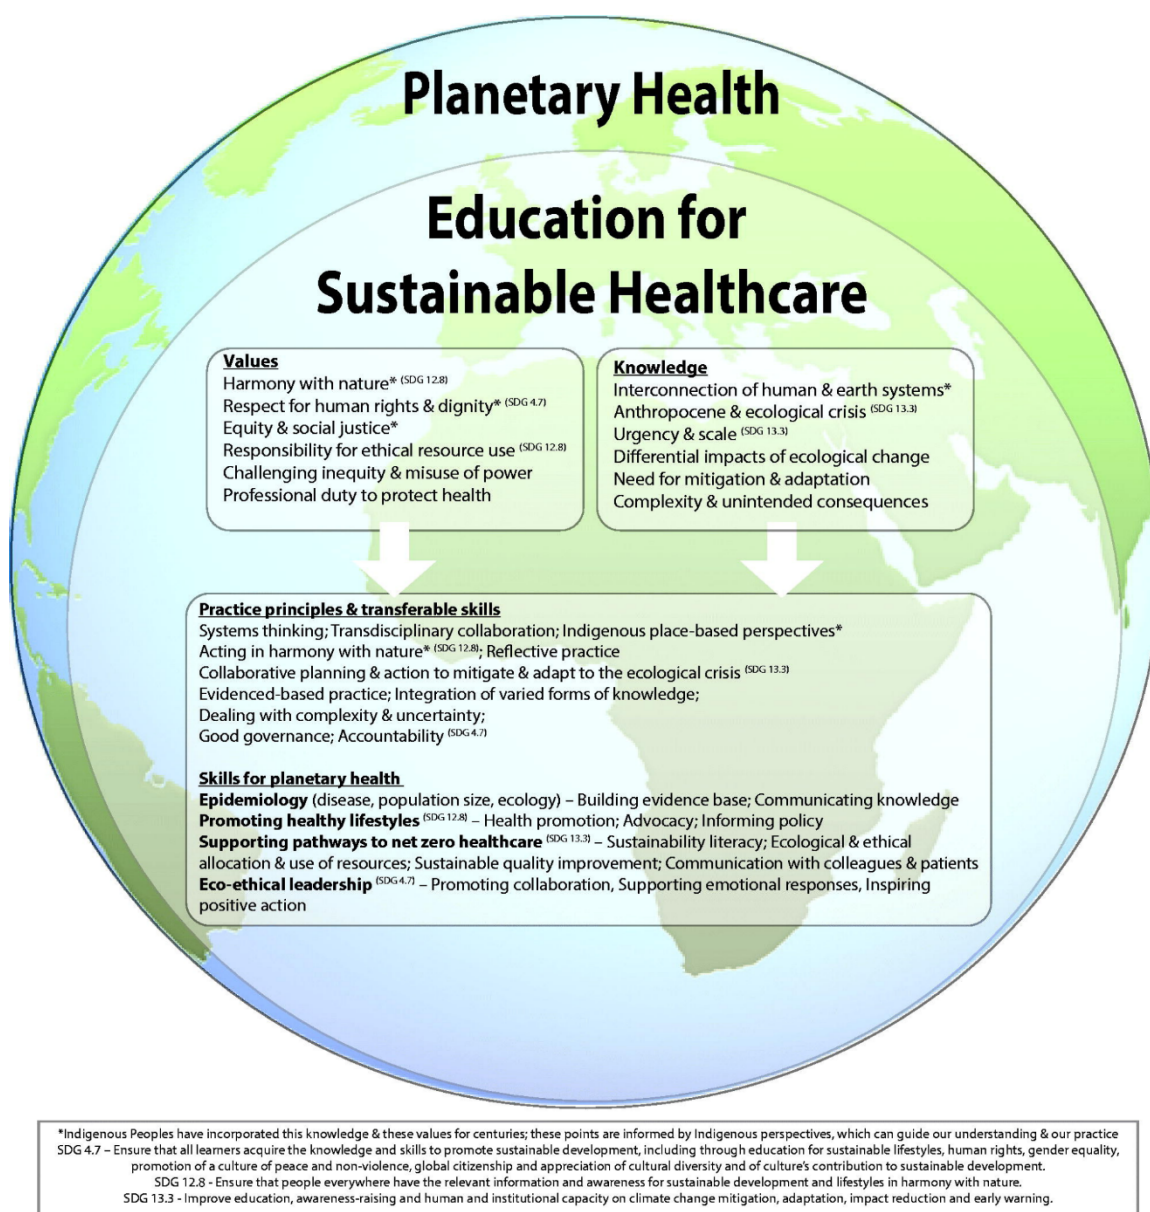 Planetary Health
Education for
Sustainable Healthcare
Values
Harmony with nature* (SDG 12.8)
Respect for human rights & dignity* (SDG 4.7)
Equity & social justice*
Responsibility for ethical resource use (SDG 12.8)
Challenging inequity & misuse of power
Professional duty to protect health
Knowledge
Interconnection of human & earth systems*
Anthropocene & ecological crisis (SDG 13.3)
Urgency & scale (SDG 13.3)
Differential impacts of ecological change
Need for mitigation & adaptation
Complexity & unintended consequences
Practice principles & transferable skills
Systems thinking; Transdisciplinary collaboration; Indigenous place-based perspectives*
Acting in harmony with nature* (SDG 12.8); Reflective practice
Collaborative planning & action to mitigate & adapt to the ecological crisis (SDG 13.3)
Evidenced-based practice; Integration of varied forms of knowledge;
Dealing with complexity & uncertainty;
Good governance; Accountability (SDG 4.7)
Skills for planetary health
Epidemiology (disease, population size, ecology) – Building evidence base; Communicating knowledge
Promoting healthy lifestyles (SDG 12.8) – Health promotion; Advocacy; Informing policy
Supporting pathways to net zero healthcare (SDG 13.3) – Sustainability literacy; Ecological & ethical
allocation & use of resources; Sustainable quality improvement; Communication with colleagues & patients
Eco-ethical leadership (SDG 4.7) – Promoting collaboration, Supporting emotional responses, Inspiring
positive action
*Indigenous Peoples have incorporated this knowledge & these values for centuries; these points are informed by Indigenous perspectives, which can guide our understanding & our practice
SDG 4.7 – Ensure that all learners acquire the knowledge and skills to promote sustainable development, including through education for sustainable lifestyles, human rights, gender equality,
promotion of a culture of peace and non-violence, global citizenship and appreciation of cultural diversity and of culture's contribution to sustainable development.
SDG 12.8 - Ensure that people everywhere have the relevant information and awareness for sustainable development and lifestyles in harmony with nature.
SDG 13.3 - Improve education, awareness-raising and human and institutional capacity on climate change mitigation, adaptation, impact reduction and early warning.